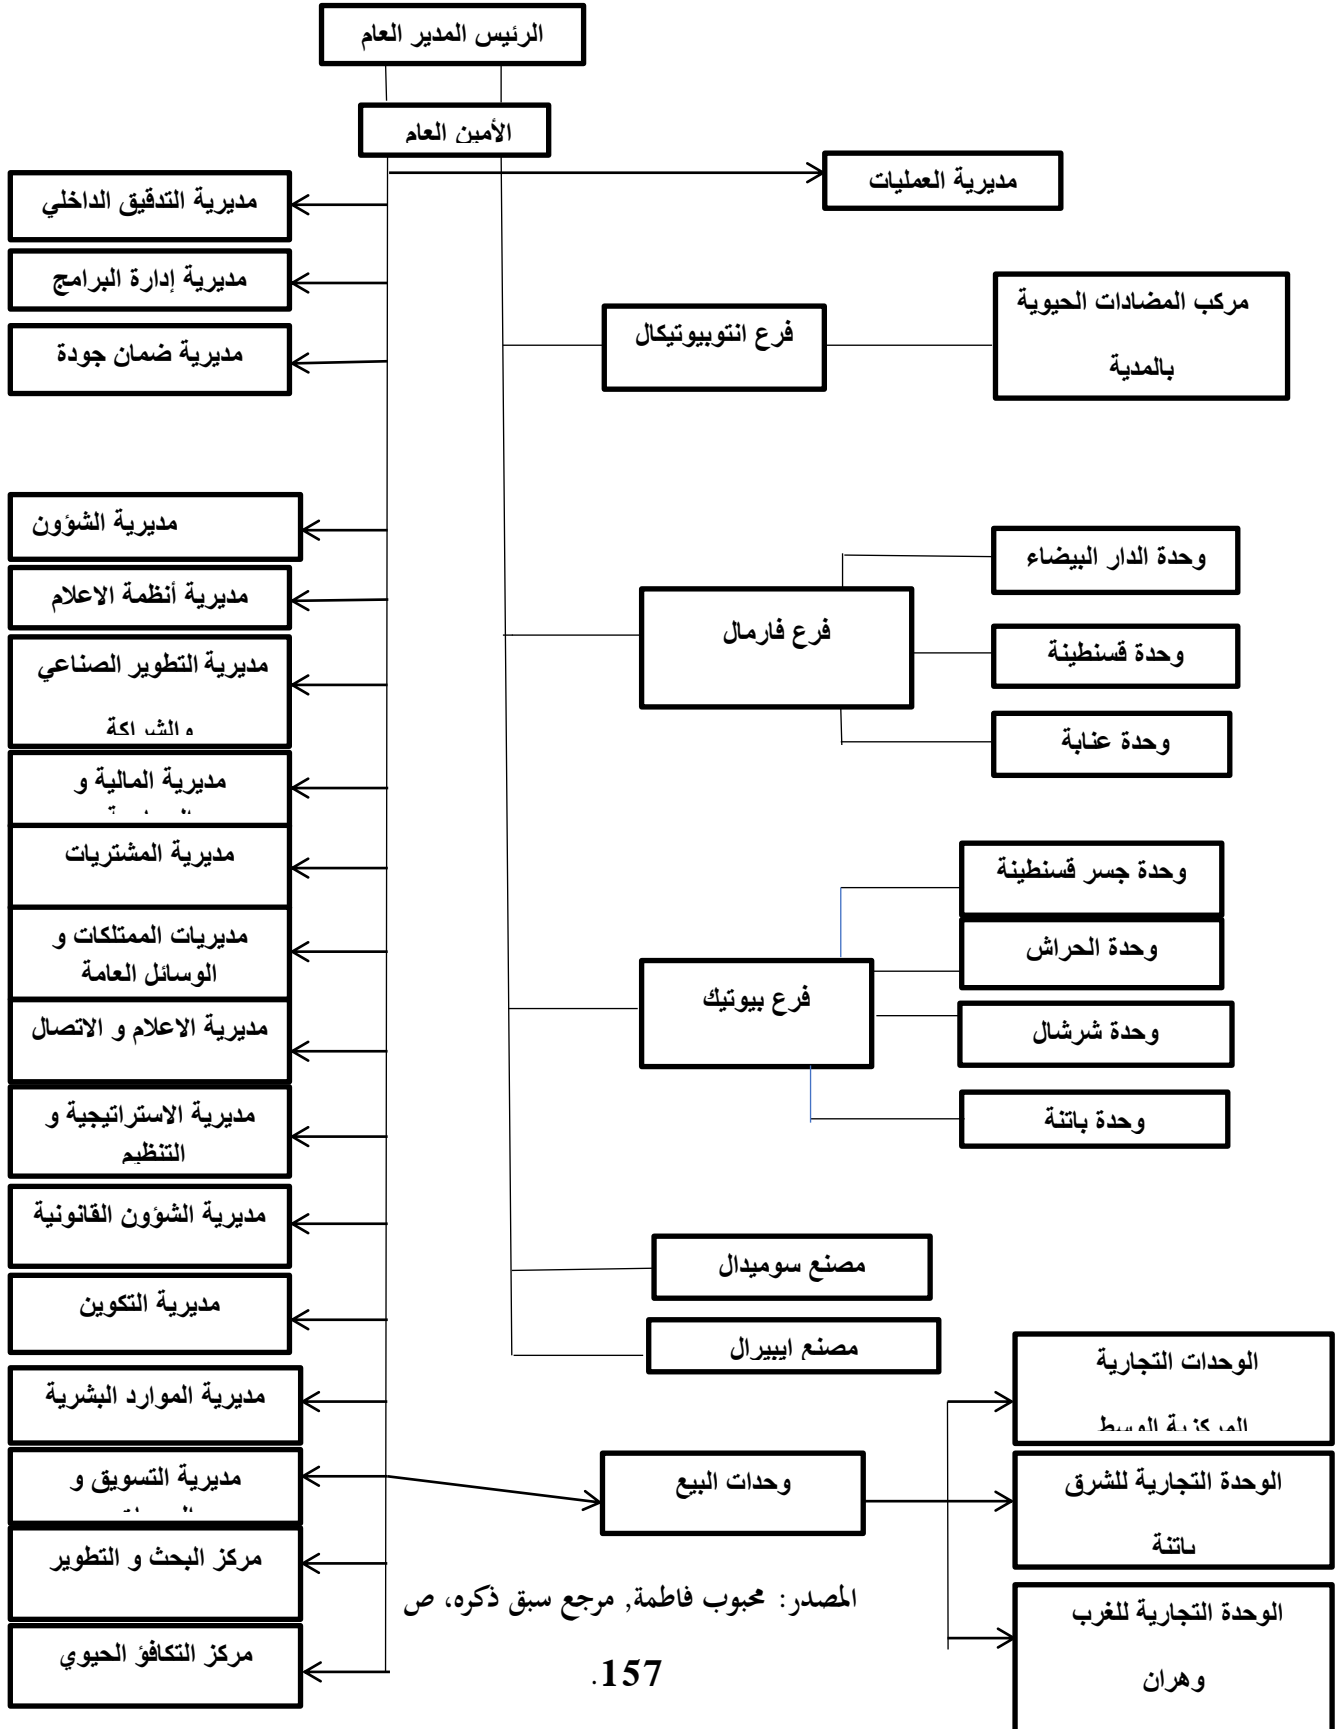 الرئيس المدير العام
الأمين العام
مديرية العمليات
مديرية التدقيق الداخلي
مديرية إدارة البرامج
مديرية ضمان جودة
مديرية الشؤون
مديرية أنظمة الاعلام
مديرية التطوير الصناعي
والشراكة
مديرية المالية و
مديرية المشتريات
مديريات الممتلكات و
الوسائل العامة
مديرية الاعلام و الاتصال
مديرية الاستراتيجية و
التنظيم
مديرية الشؤون القانونية
مديرية التكوين
مديرية الموارد البشرية
مديرية التسويق و
مركز البحث و التطوير
مركز التكافؤ الحيوي
فرع انتوبيوتيكال
مركب المضادات الحيوية
بالمدية
فرع فارمال
وحدة الدار البيضاء
وحدة قسنطينة
وحدة عنابة
فرع بيوتيك
وحدة جسر قسنطينة
وحدة الحراش
وحدة شرشال
وحدة باتنة
مصنع سوميدال
مصنع ايبيرال
وحدات البيع
الوحدات التجارية
المركزية الوسط
الوحدة التجارية للشرق
باتنة
الوحدة التجارية للغرب
وهران
المصدر: محبوب فاطمة, مرجع سبق ذكره، ص
157.